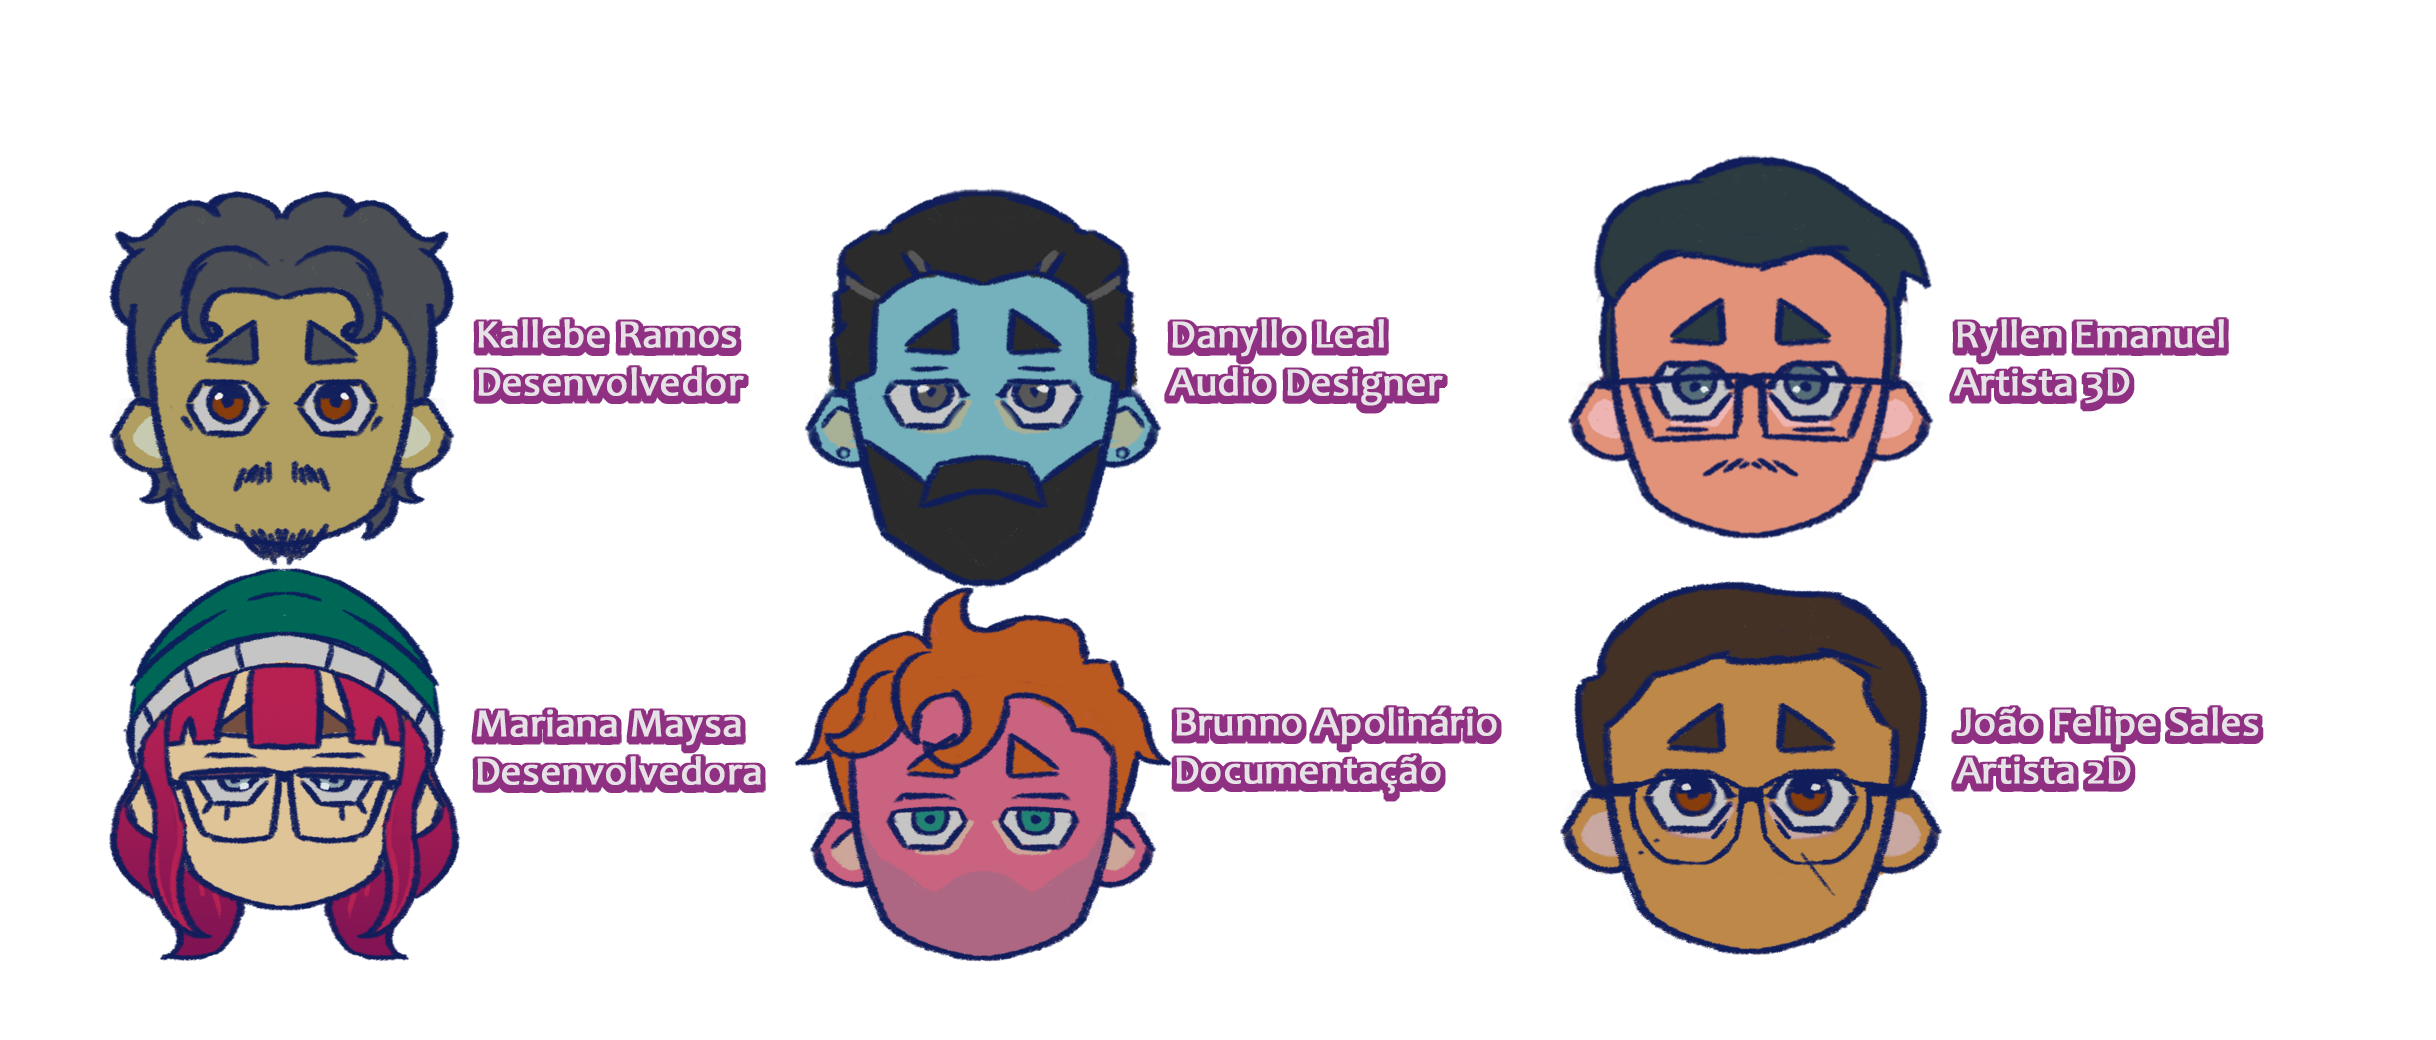 Kallebe Ramos
Desenvolvedor
Danyllo Leal
Audio Designer
Ryllen Emanuel
Artista 3D
Mariana Maysa
Desenvolvedora
Brunno Apolinário
Documentação
João Felipe Sales
Artista 2D